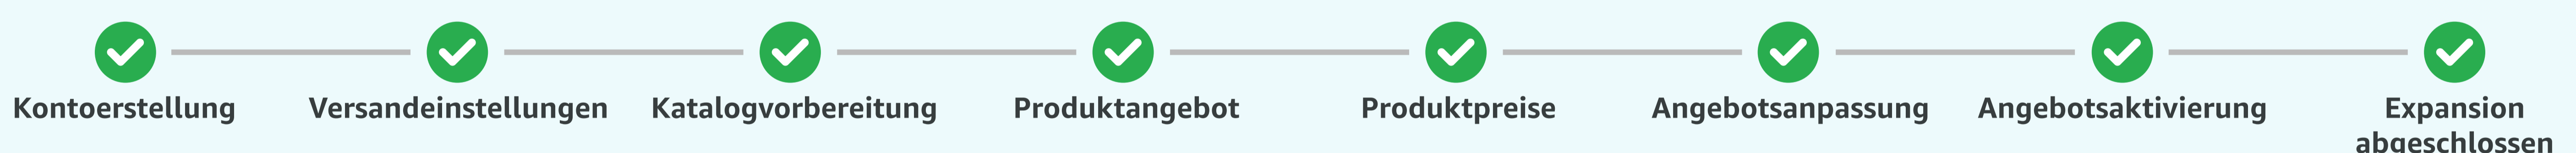 Kontoerstellung
Versandeinstellungen
Katalogvorbereitung
Produktangebot
Produktpreise
Angebotsanpassung
Angebotsaktivierung
Expansion
abgeschlossen